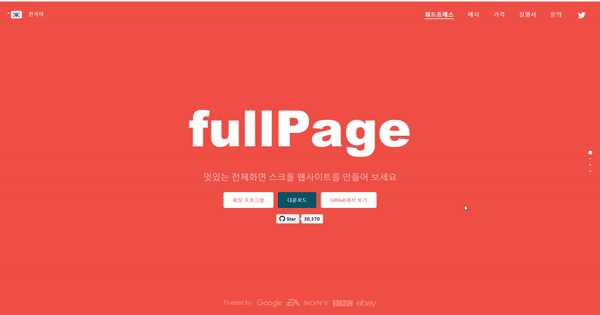 한국어
워드프레스 예시 가격 설명서 문의
fullPage
멋있는 전체화면 스크롤 웹사이트를 만들어 보세요
확장 프로그램 다운로드 GitHub에서 보기
Star 30,370
Trusted by Google EA SONY BBC ebay